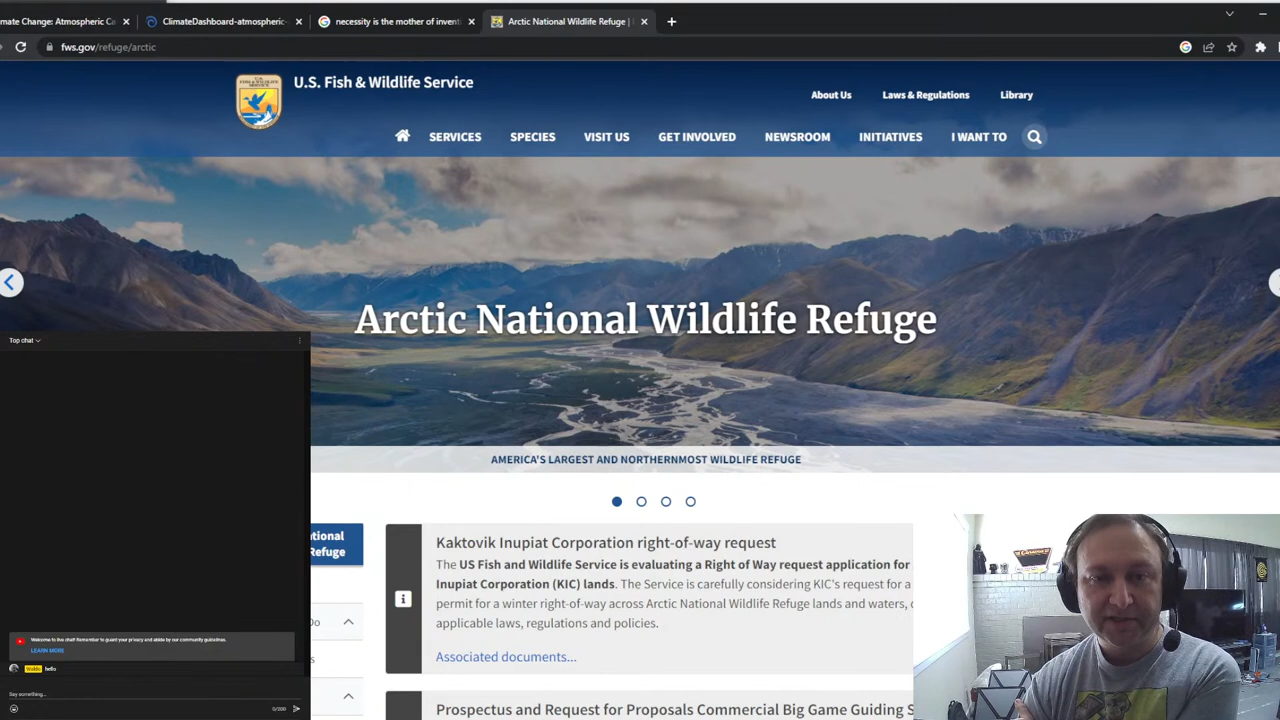 mate Change: Atmospheric Ca
ClimateDashboard-atmospheric-
necessity is the mother of invent
Arctic National Wildlife Refuge |
fws.gov/refuge/arctic
U.S. Fish & Wildlife Service
About Us
Laws & Regulations
Library
SERVICES
SPECIES
VISIT US
GET INVOLVED
NEWSROOM
INITIATIVES
I WANT TO
Arctic National Wildlife Refuge
AMERICA'S LARGEST AND NORTHERNMOST WILDLIFE REFUGE
Top chat
Welcome to live chat! Remember to guard your privacy and abide by our community guidelines.
LEARN MORE
Waldo hello
Say something...
0/200
ational
Refuge
Do
s
Kaktovik Inupiat Corporation right-of-way request
The US Fish and Wildlife Service is evaluating a Right of Way request application for
Inupiat Corporation (KIC) lands. The Service is carefully considering KIC's request for a
permit for a winter right-of-way across Arctic National Wildlife Refuge lands and waters,
applicable laws, regulations and policies.
Associated documents...
Prospectus and Request for Proposals Commercial Big Game Guiding S